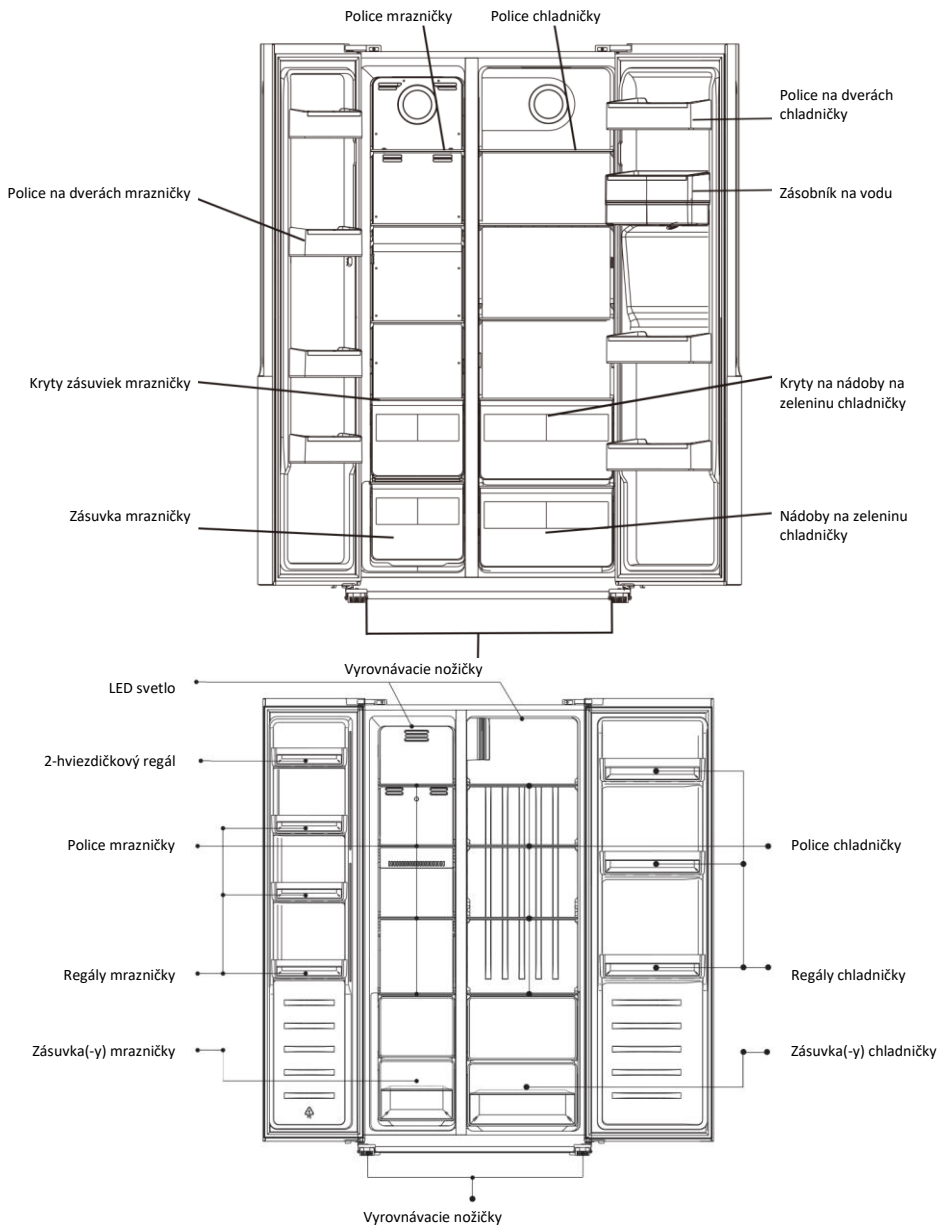 Police mrazničky
Police chladničky
Police na dverách
chladničky
Police na dverách mrazničky
Zásobník na vodu
Kryty zásuviek mrazničky
Kryty na nádoby na
zeleninu chladničky
Zásuvka mrazničky
Nádoby na zeleninu
chladničky
Vyrovnávacie nožičky
LED svetlo
2-hviezdičkový regál
Police mrazničky
Police chladničky
Regály mrazničky
Regály chladničky
Zásuvka(-y) mrazničky
Zásuvka(-y) chladničky
Vyrovnávacie nožičky